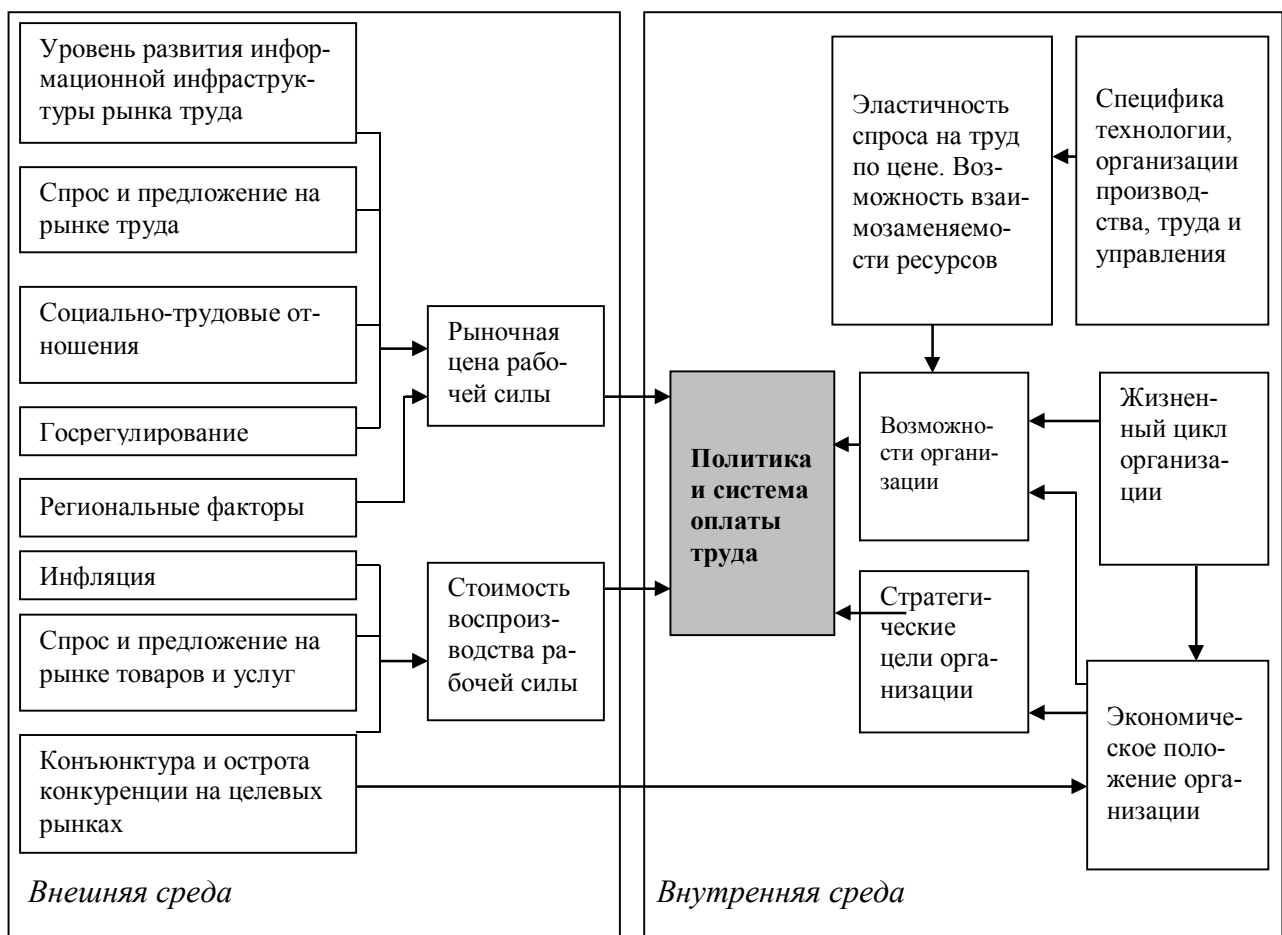 Уровень развития инфор-
мационной инфраструк-
туры рынка труда
Спрос и предложение на
рынке труда
Социально-трудовые от-
ношения
Госрегулирование
Региональные факторы
Инфляция
Спрос и предложение на
рынке товаров и услуг
Конъюнктура и острота
конкуренции на целевых
рынках
Рыночная
цена рабо-
чей силы
Стоимость
воспроиз-
водства ра-
бочей силы
Внешняя среда
Политика
и система
оплаты
труда
Эластичность
спроса на труд
по цене. Воз-
можность взаи-
мозаменяемо-
сти ресурсов
Специфика
технологии,
организации
производ-
ства, труда и
управления
Возможно-
сти органи-
зации
Жизнен-
ный цикл
организа-
ции
Стратеги-
ческие
цели орга-
низации
Экономиче-
ское поло-
жение орга-
низации
Внутренняя среда